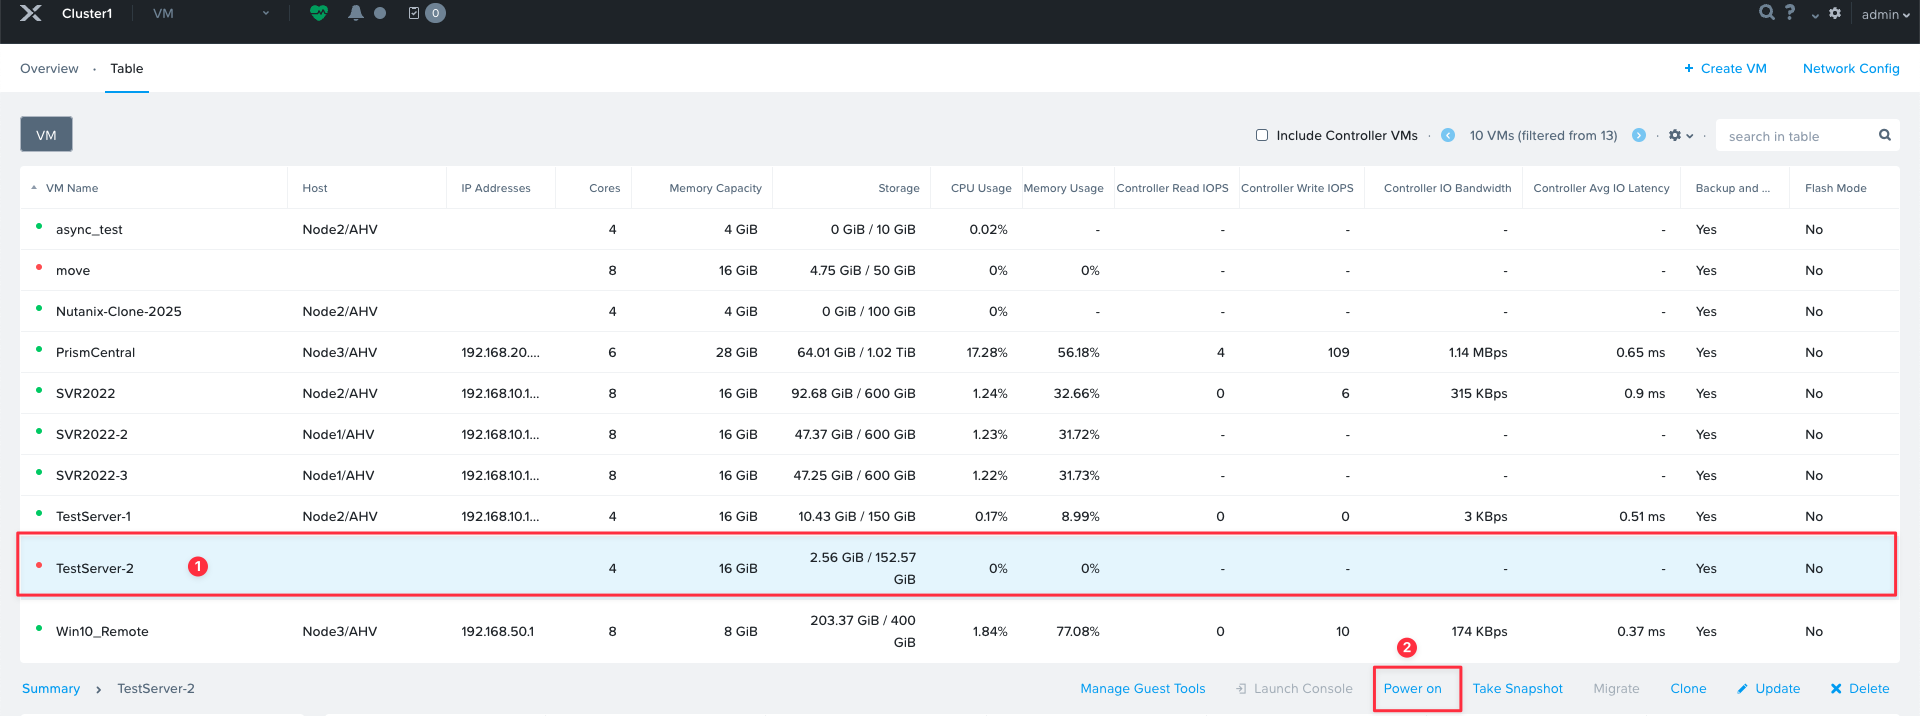 Cluster1 VM 0 admin
Overview · Table + Create VM Network Config
VM Include Controller VMs · 10 VMs (filtered from 13) · · search in table
VM Name Host IP Addresses Cores Memory Capacity Storage CPU Usage Memory Usage Controller Read IOPS Controller Write IOPS Controller IO Bandwidth Controller Avg IO Latency Backup and ... Flash Mode
async_test Node2/AHV 4 4 GiB 0 GiB / 10 GiB 0.02% - - - - - Yes No
move 8 16 GiB 4.75 GiB / 50 GiB 0% 0% - - - - Yes No
Nutanix-Clone-2025 Node2/AHV 4 4 GiB 0 GiB / 100 GiB 0% - - - - - Yes No
PrismCentral Node3/AHV 192.168.20.... 6 28 GiB 64.01 GiB / 1.02 TiB 17.28% 56.18% 4 109 1.14 MBps 0.65 ms Yes No
SVR2022 Node2/AHV 192.168.10.1... 8 16 GiB 92.68 GiB / 600 GiB 1.24% 32.66% 0 6 315 KBps 0.9 ms Yes No
SVR2022-2 Node1/AHV 192.168.10.1... 8 16 GiB 47.37 GiB / 600 GiB 1.23% 31.72% - - - - Yes No
SVR2022-3 Node1/AHV 192.168.10.1... 8 16 GiB 47.25 GiB / 600 GiB 1.22% 31.73% - - - - Yes No
TestServer-1 Node2/AHV 192.168.10.1... 4 16 GiB 10.43 GiB / 150 GiB 0.17% 8.99% 0 0 3 KBps 0.51 ms Yes No
TestServer-2 1 4 16 GiB 2.56 GiB / 152.57 GiB 0% 0% - - - - Yes No
Win10_Remote Node3/AHV 192.168.50.1 8 8 GiB 203.37 GiB / 400 GiB 1.84% 77.08% 0 10 174 KBps 0.37 ms Yes No
2
Summary › TestServer-2 Manage Guest Tools Launch Console Power on Take Snapshot Migrate Clone Update Delete